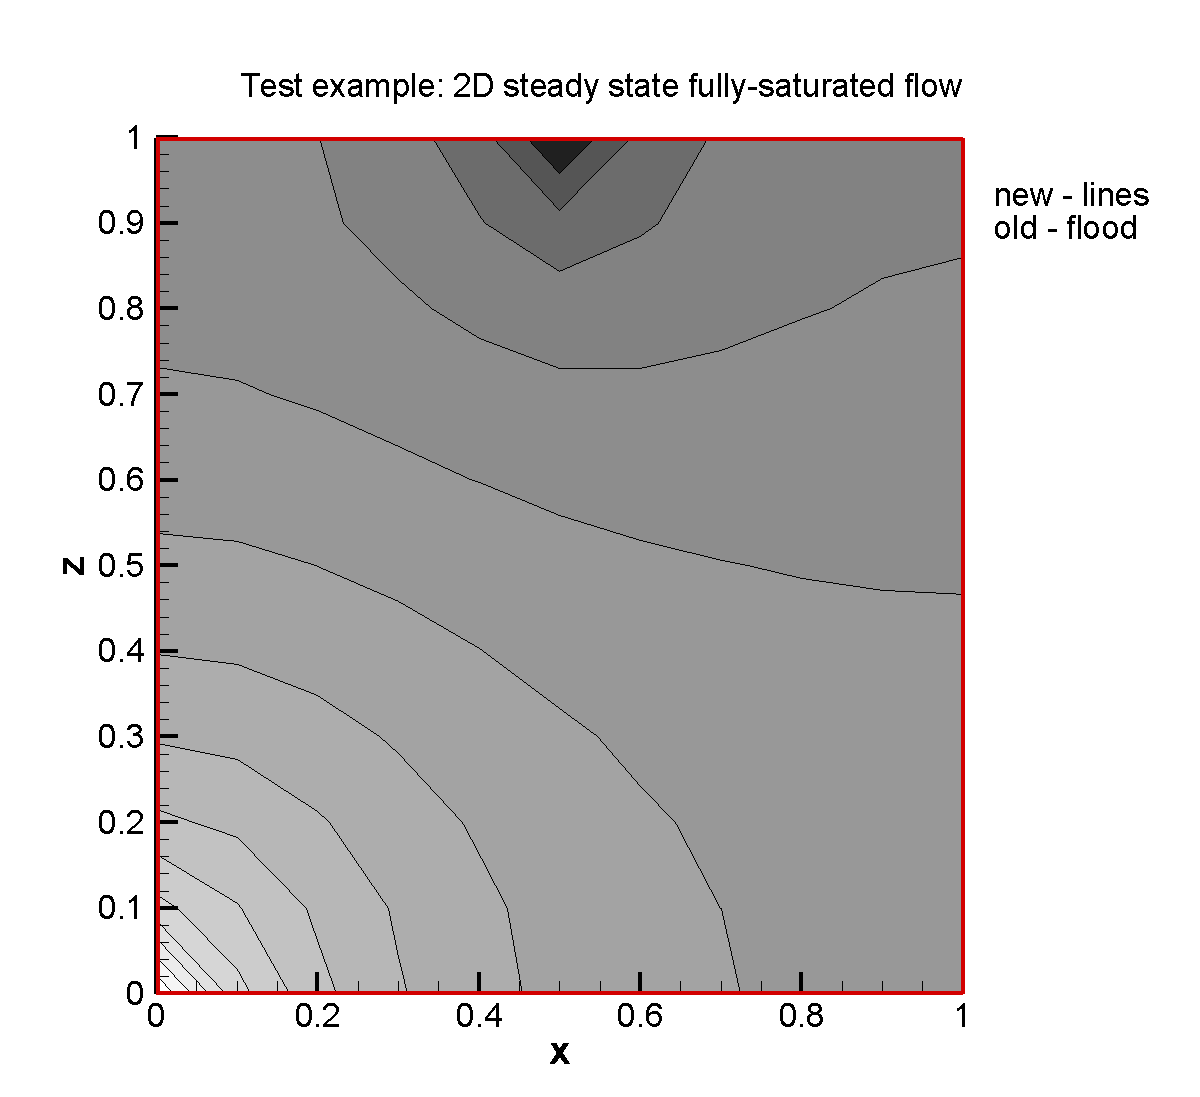 Test example: 2D steady state fully-saturated flow
new - lines
old - flood
1
0.9
0.8
0.7
0.6
z 0.5
0.4
0.3
0.2
0.1
0
0 0.2 0.4 0.6 0.8 1
x